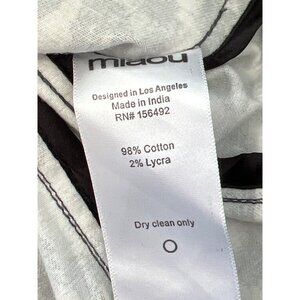 miaou
Designed in Los Angeles
Made in India
RN# 156492
98% Cotton
2% Lycra
Dry clean only